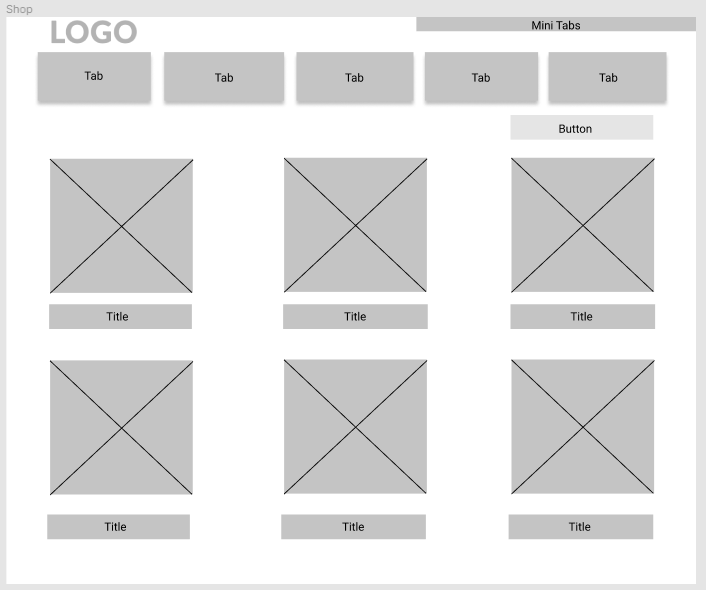 Shop
LOGO
Mini Tabs
Tab Tab Tab Tab Tab
Button
Title Title Title
Title Title Title